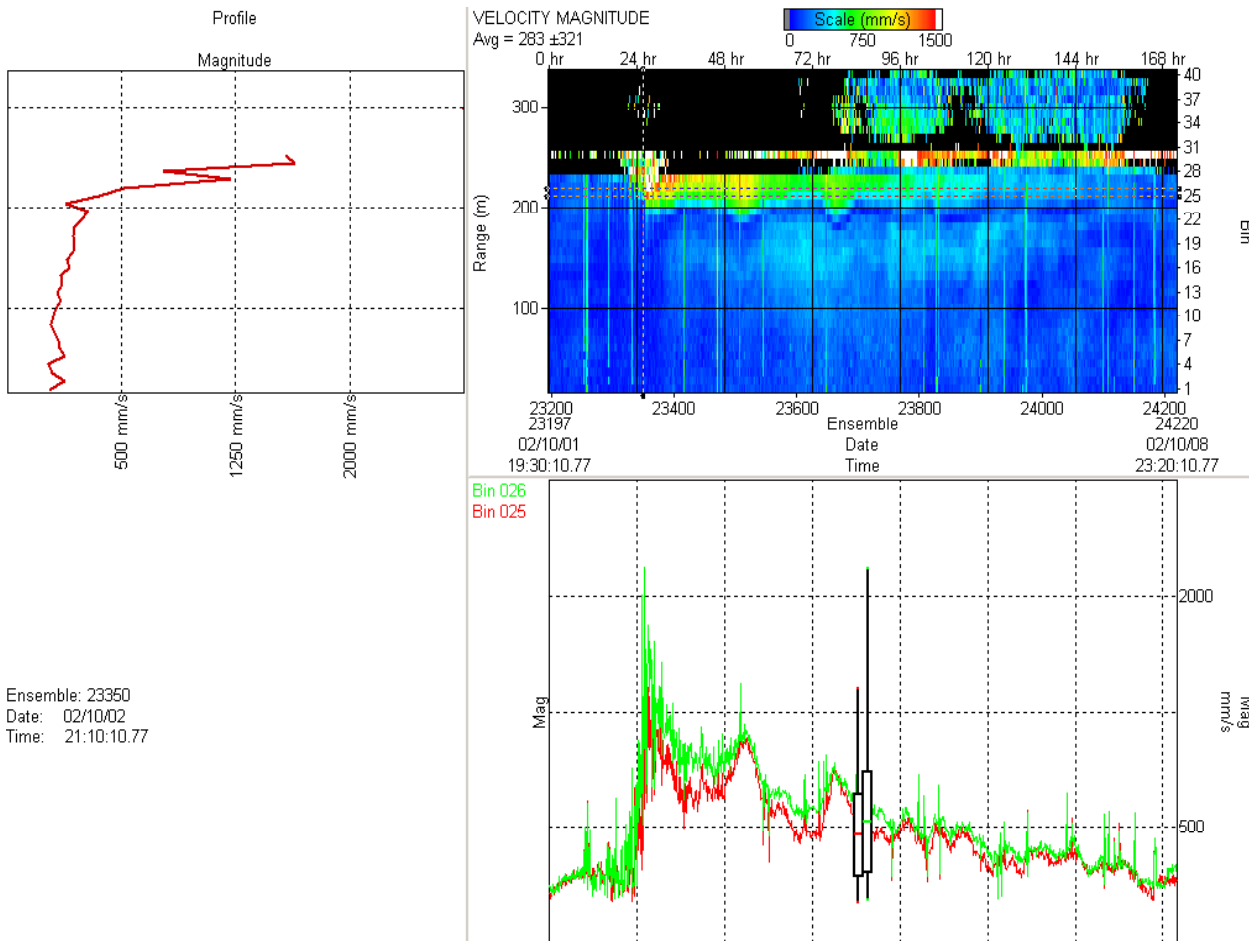 Profile
Magnitude
500 mm/s
1250 mm/s
2000 mm/s
Ensemble: 23350
Date: 02/10/02
Time: 21:10:10.77
VELOCITY MAGNITUDE
Avg = 283 ±321
Scale (mm/s)
0 750 1500
0 hr 24 hr 48 hr 72 hr 96 hr 120 hr 144 hr 168 hr
Range (m)
300
200
100
40
37
34
31
28
25
22
19
16
13
10
7
4
1
Bin
23200 23400 23600 23800 24000 24200
23197 Ensemble 24220
02/10/01 Date 02/10/08
19:30:10.77 Time 23:20:10.77
Bin 026
Bin 025
Mag
2000
500
Mag
mm/s